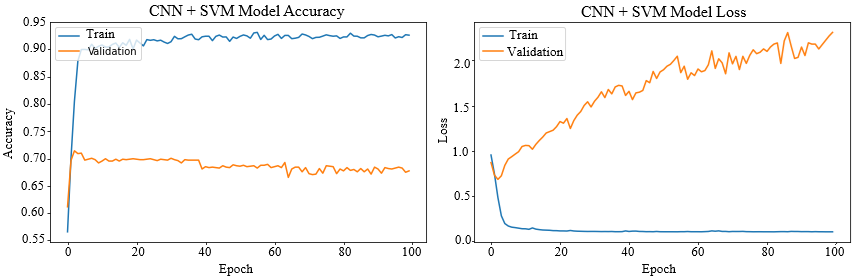 CNN + SVM Model Accuracy
Train
Validation
Accuracy
0.95
0.90
0.85
0.80
0.75
0.70
0.65
0.60
0.55
0
20
40
60
80
100
Epoch
CNN + SVM Model Loss
Train
Validation
Loss
2.0
1.5
1.0
0.5
0.0
0
20
40
60
80
100
Epoch